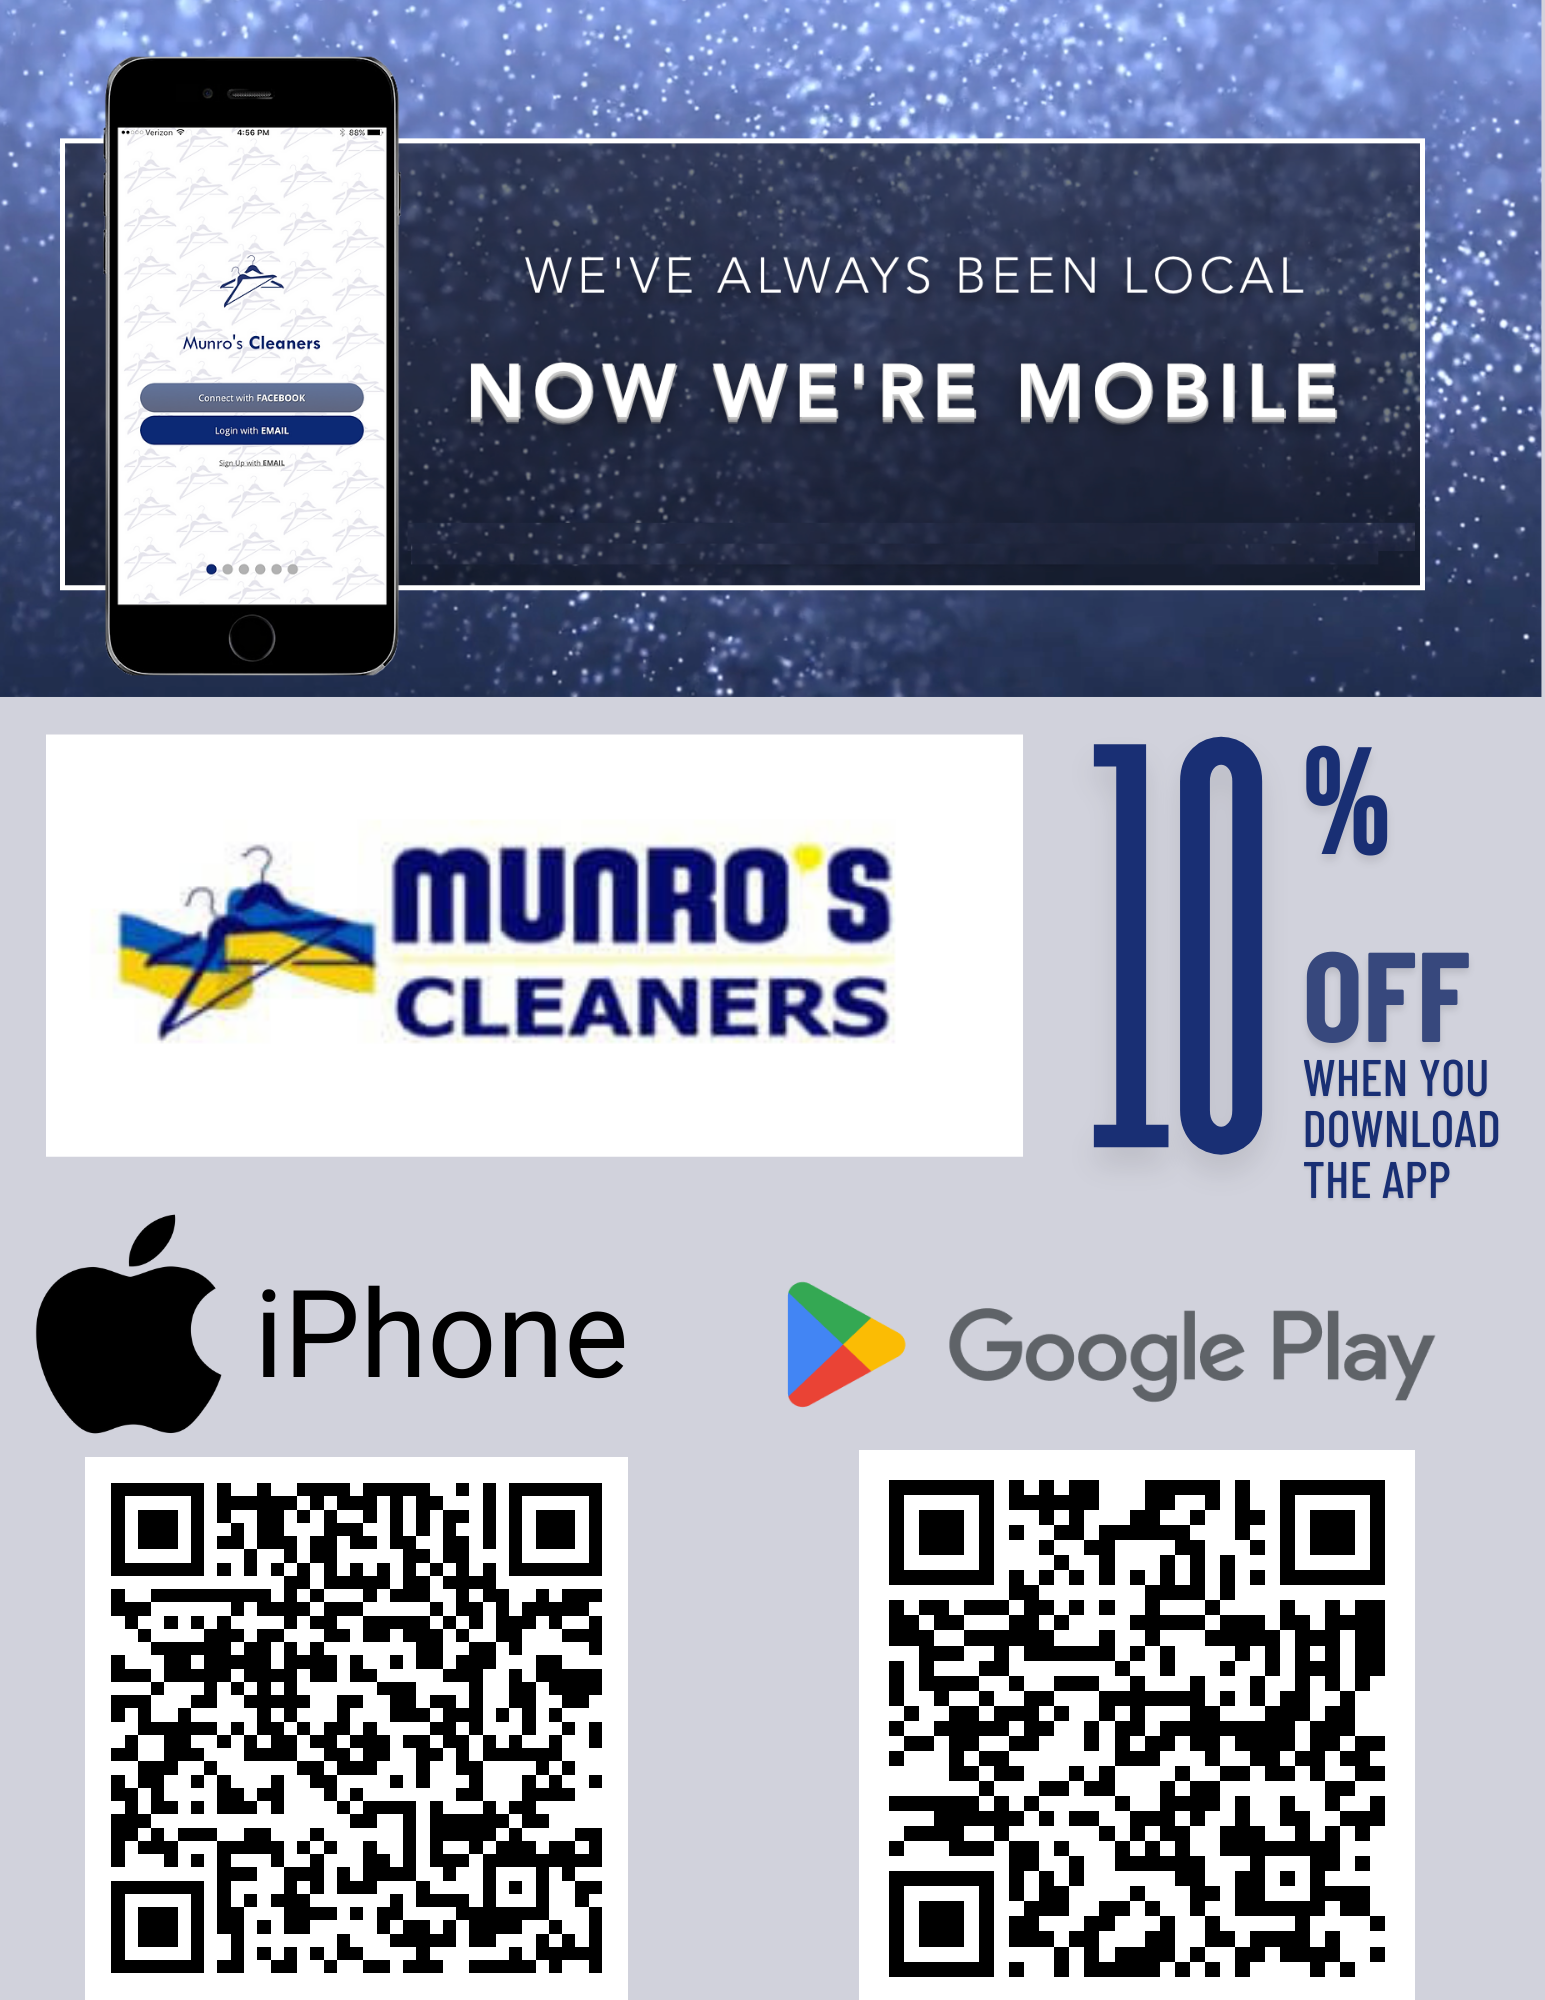 Verizon 4:56 PM 88%
Munro's Cleaners
Connect with FACEBOOK
Login with EMAIL
Sign Up with EMAIL
WE'VE ALWAYS BEEN LOCAL
NOW WE'RE MOBILE
MUNRO'S
CLEANERS
10%
OFF
WHEN YOU
DOWNLOAD
THE APP
iPhone
Google Play